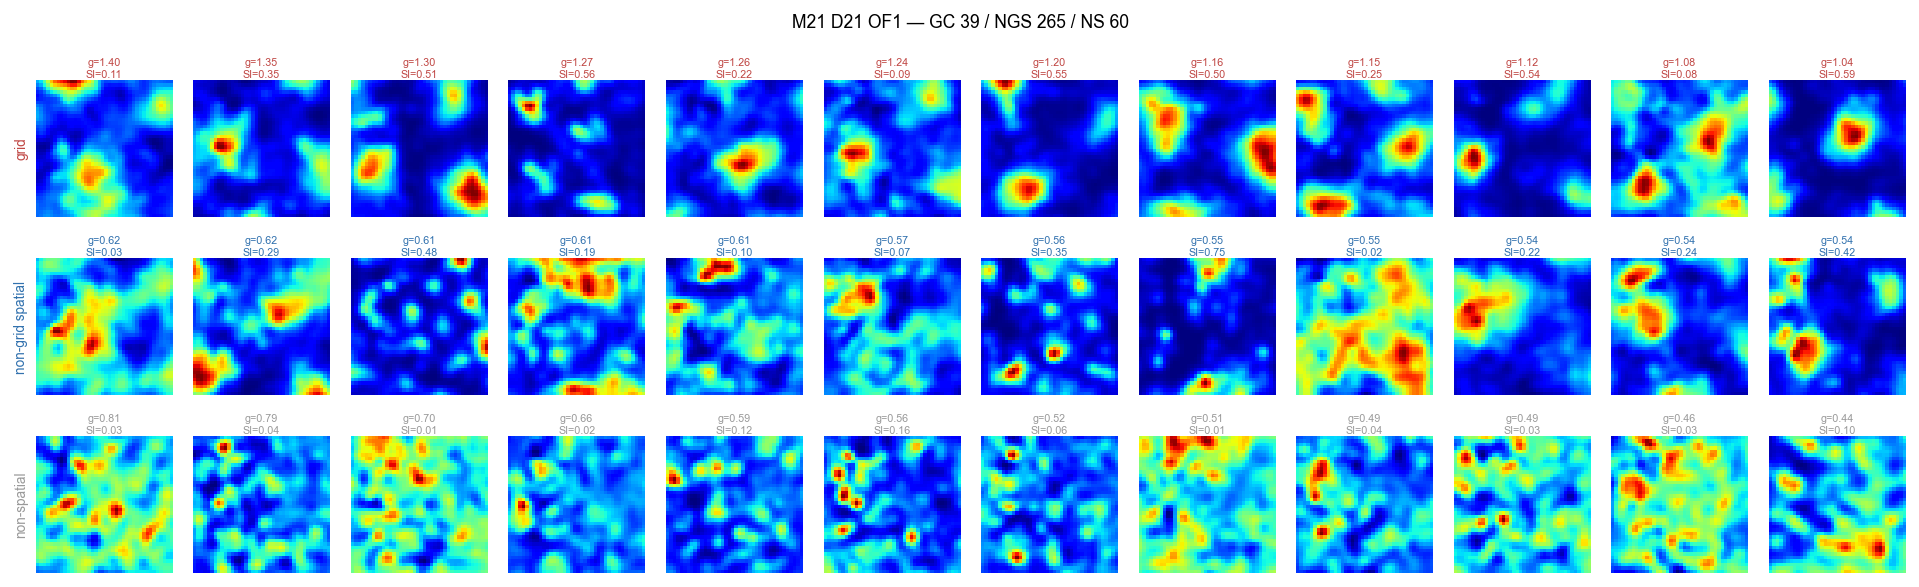 M21 D21 OF1 — GC 39 / NGS 265 / NS 60
g=1.40 g=1.35 g=1.30 g=1.27 g=1.26 g=1.24 g=1.20 g=1.16 g=1.15 g=1.12 g=1.08 g=1.04
SI=0.11 SI=0.35 SI=0.51 SI=0.56 SI=0.22 SI=0.09 SI=0.55 SI=0.50 SI=0.25 SI=0.54 SI=0.08 SI=0.59
grid
g=0.62 g=0.62 g=0.61 g=0.61 g=0.61 g=0.57 g=0.56 g=0.55 g=0.55 g=0.54 g=0.54 g=0.54
SI=0.03 SI=0.29 SI=0.48 SI=0.19 SI=0.10 SI=0.07 SI=0.35 SI=0.75 SI=0.02 SI=0.22 SI=0.24 SI=0.42
non-grid spatial
g=0.81 g=0.79 g=0.70 g=0.66 g=0.59 g=0.56 g=0.52 g=0.51 g=0.49 g=0.49 g=0.46 g=0.44
SI=0.03 SI=0.04 SI=0.01 SI=0.02 SI=0.12 SI=0.16 SI=0.06 SI=0.01 SI=0.04 SI=0.03 SI=0.03 SI=0.10
non-spatial